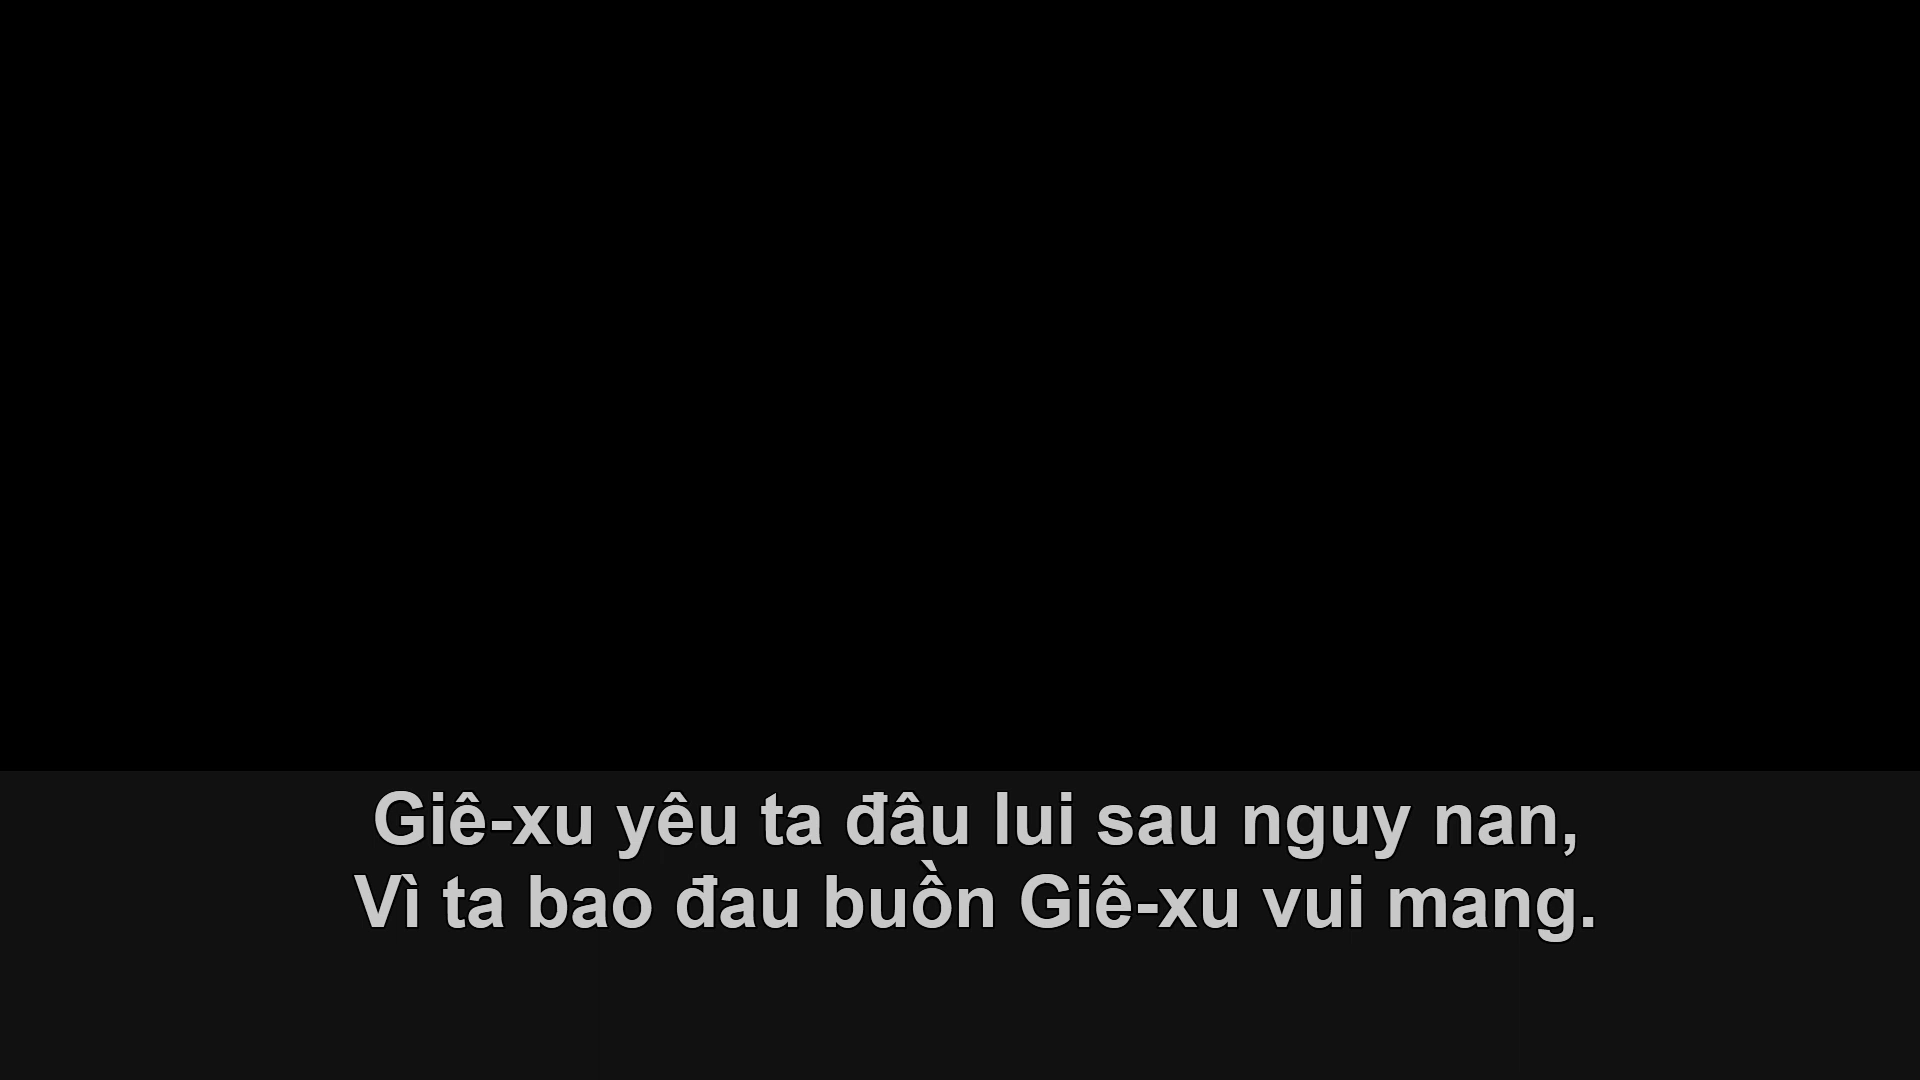 Giê-xu yêu ta đâu lui sau nguy nan,
Vì ta bao đau buồn Giê-xu vui mang.